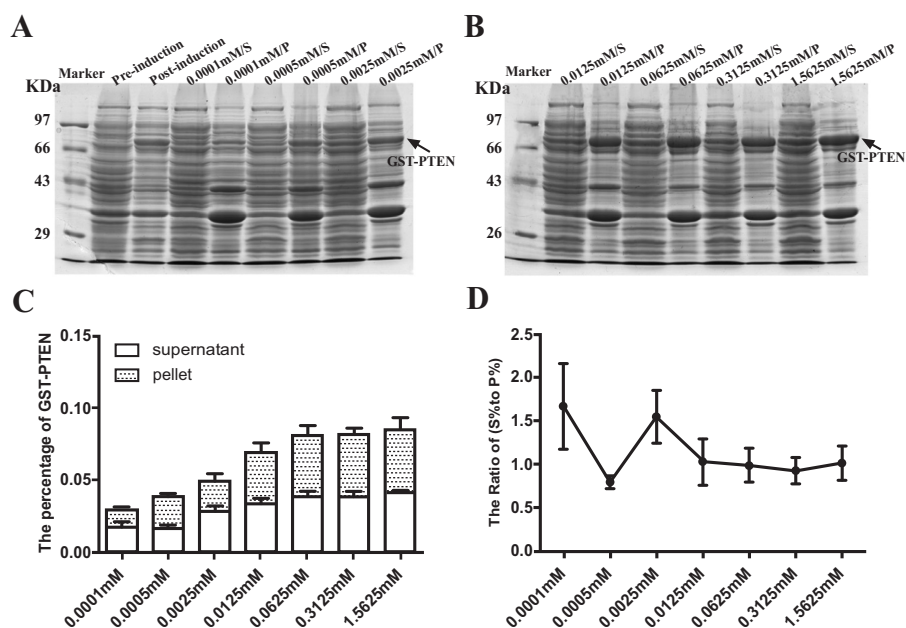 A
Marker Pre-induction Post-induction 0.0001mM/S 0.0001mM/P 0.0005mM/S 0.0005mM/P 0.0025mM/S 0.0025mM/P
KDa
97
66
43
29
GST-PTEN
B
Marker 0.0125mM/S 0.0125mM/P 0.0625mM/S 0.0625mM/P 0.3125mM/S 0.3125mM/P 1.5625mM/S 1.5625mM/P
KDa
97
66
43
26
GST-PTEN
C
The percentage of GST-PTEN
0.15
0.10
0.05
0.00
supernatant
pellet
0.0001mM 0.0005mM 0.0025mM 0.0125mM 0.0625mM 0.3125mM 1.5625mM
D
The Ratio of (S%to P%)
2.5
2.0
1.5
1.0
0.5
0.0
0.0001mM 0.0005mM 0.0025mM 0.0125mM 0.0625mM 0.3125mM 1.5625mM